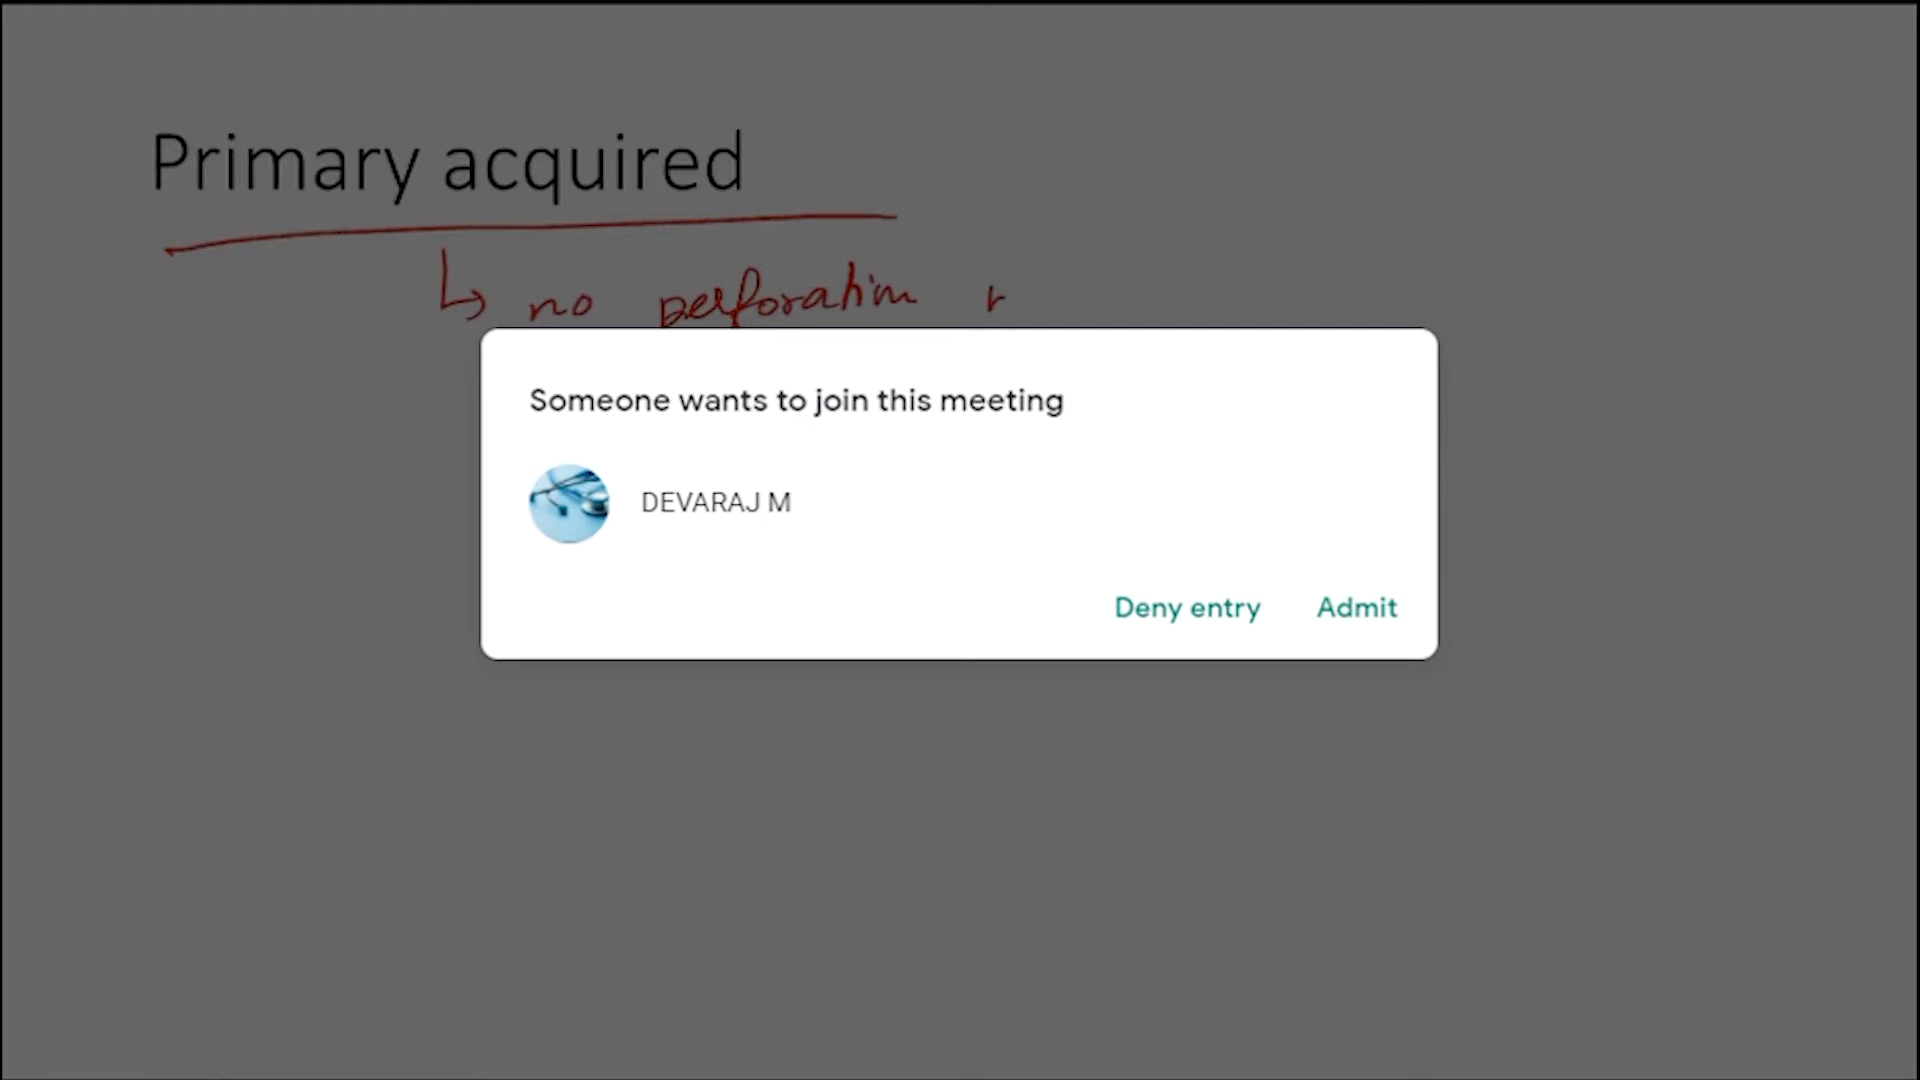 Primary acquired
↳ no perforation
Someone wants to join this meeting
DEVARAJ M
Deny entry Admit